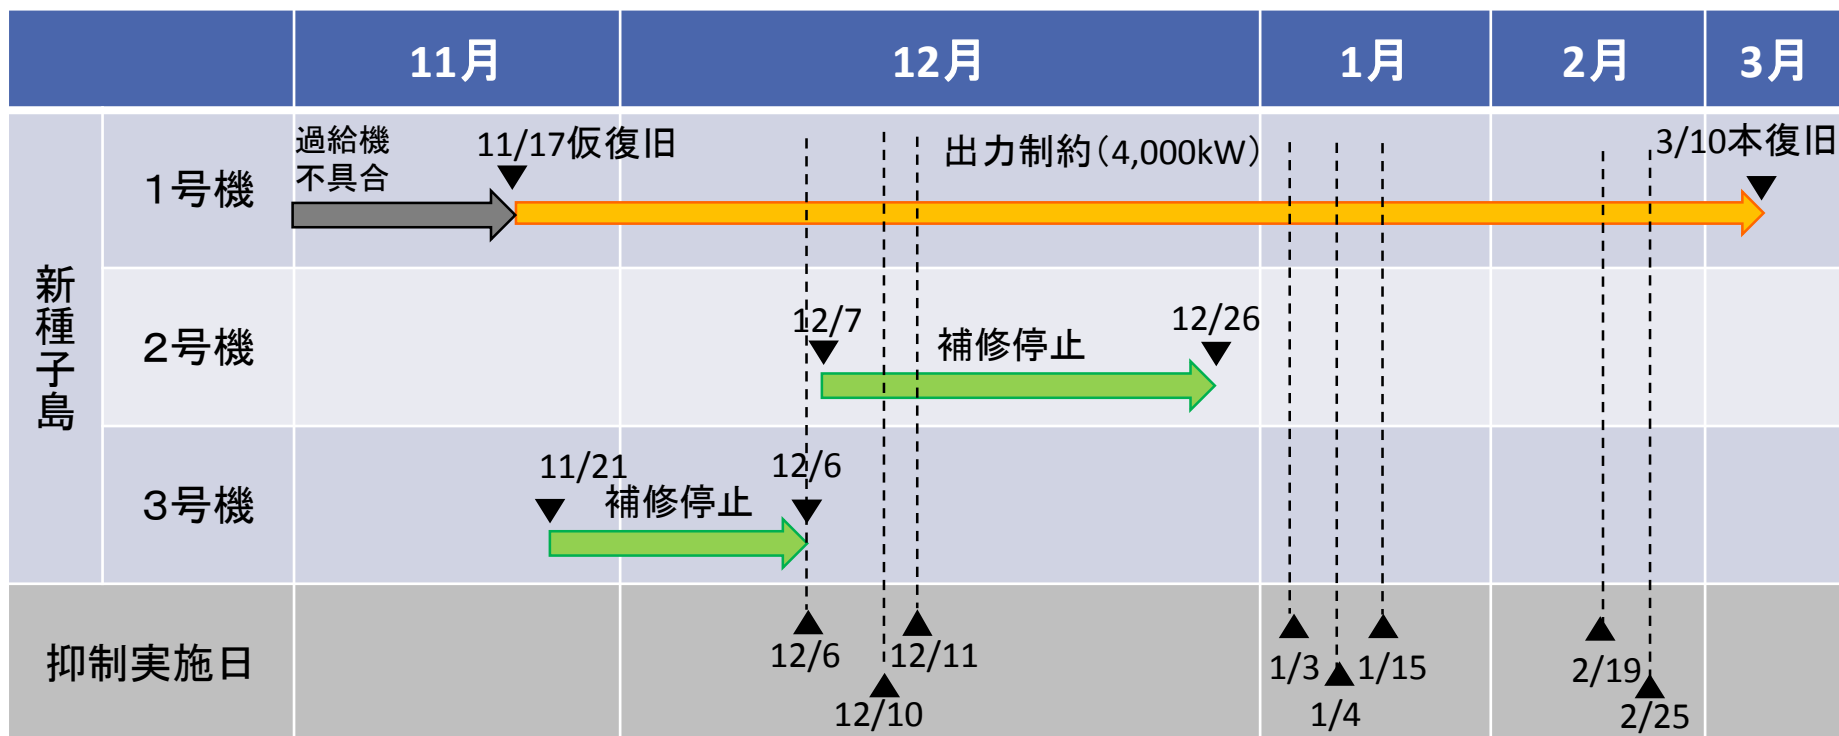 11月 12月 1月 2月 3月
新種子島
1号機
過給機
不具合
11/17仮復旧
出力制約(4,000kW)
3/10本復旧
2号機
12/7
補修停止
12/26
3号機
11/21
補修停止
12/6
抑制実施日
12/6
12/10
12/11
1/3
1/4
1/15
2/19
2/25